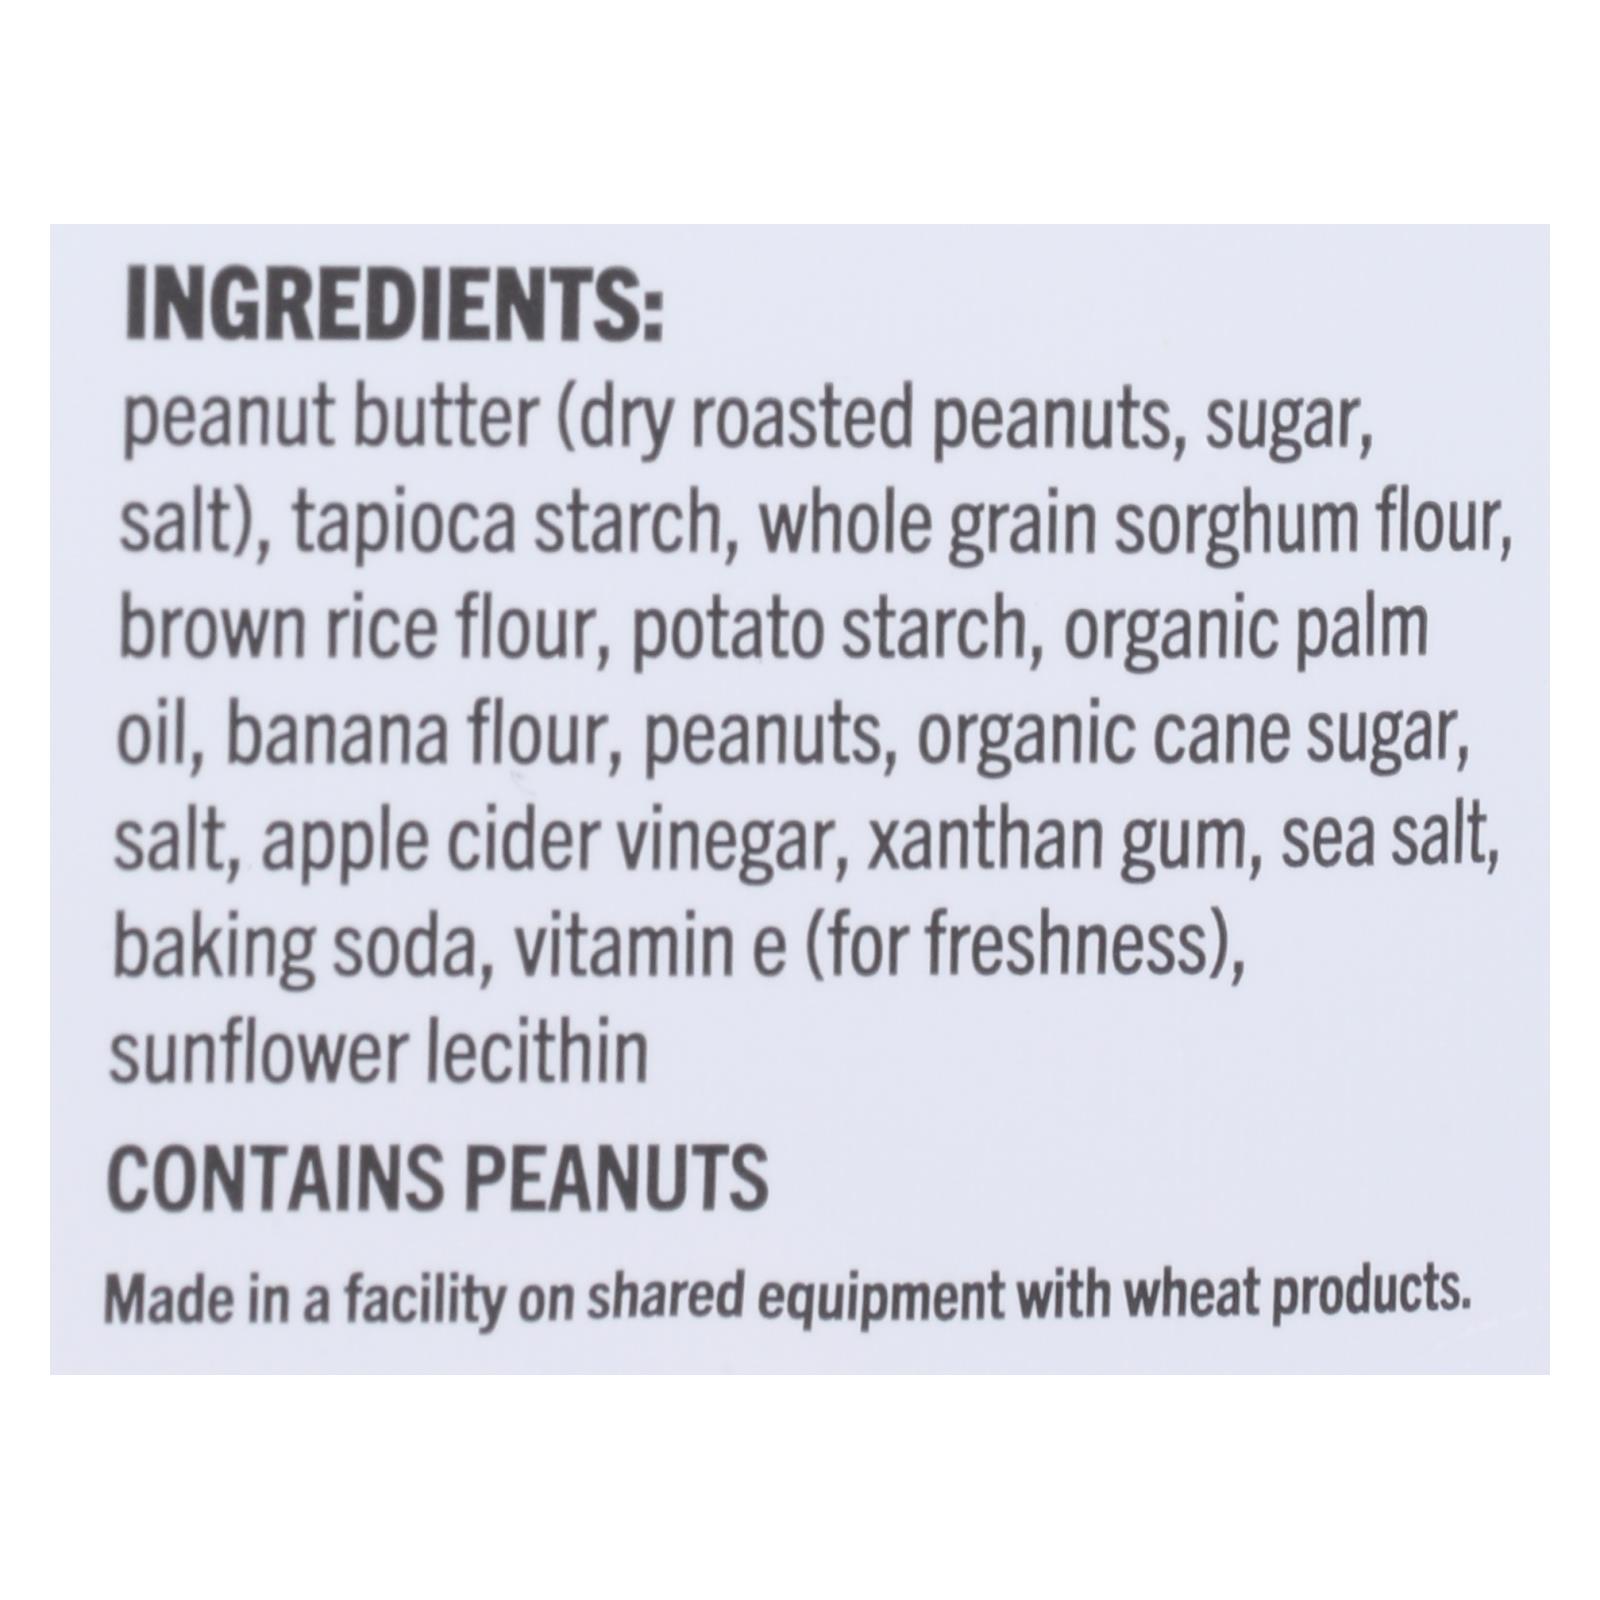 INGREDIENTS:
peanut butter (dry roasted peanuts, sugar,
salt), tapioca starch, whole grain sorghum flour,
brown rice flour, potato starch, organic palm
oil, banana flour, peanuts, organic cane sugar,
salt, apple cider vinegar, xanthan gum, sea salt,
baking soda, vitamin e (for freshness),
sunflower lecithin
CONTAINS PEANUTS
Made in a facility on shared equipment with wheat products.